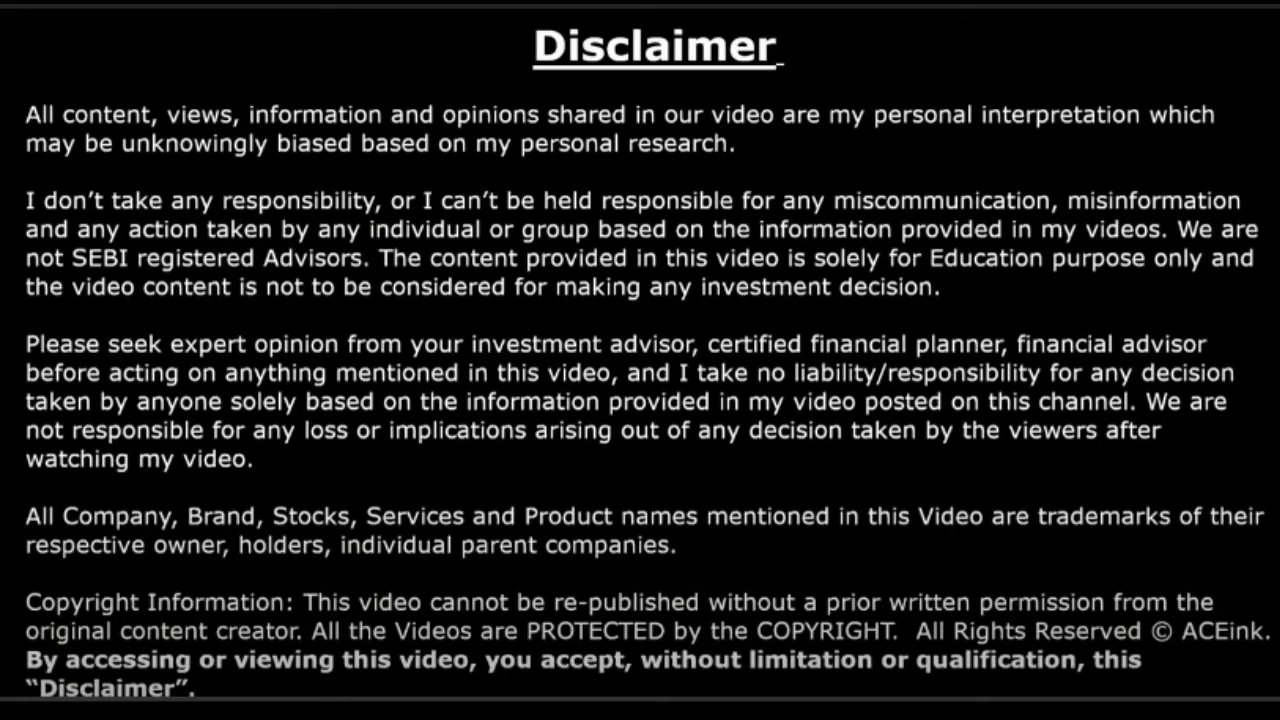 Disclaimer
All content, views, information and opinions shared in our video are my personal interpretation which
may be unknowingly biased based on my personal research.
I don’t take any responsibility, or I can’t be held responsible for any miscommunication, misinformation
and any action taken by any individual or group based on the information provided in my videos. We are
not SEBI registered Advisors. The content provided in this video is solely for Education purpose only and
the video content is not to be considered for making any investment decision.
Please seek expert opinion from your investment advisor, certified financial planner, financial advisor
before acting on anything mentioned in this video, and I take no liability/responsibility for any decision
taken by anyone solely based on the information provided in my video posted on this channel. We are
not responsible for any loss or implications arising out of any decision taken by the viewers after
watching my video.
All Company, Brand, Stocks, Services and Product names mentioned in this Video are trademarks of their
respective owner, holders, individual parent companies.
Copyright Information: This video cannot be re-published without a prior written permission from the
original content creator. All the Videos are PROTECTED by the COPYRIGHT.  All Rights Reserved © ACEink.
By accessing or viewing this video, you accept, without limitation or qualification, this
“Disclaimer”.